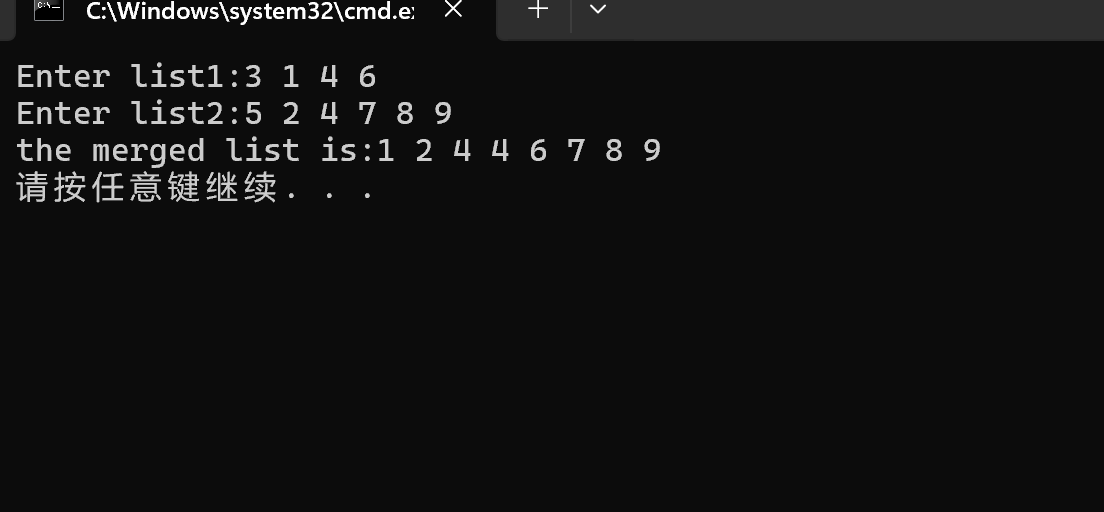 C:\Windows\system32\cmd.e
Enter list1:3 1 4 6
Enter list2:5 2 4 7 8 9
the merged list is:1 2 4 4 6 7 8 9
请按任意键继续. . .